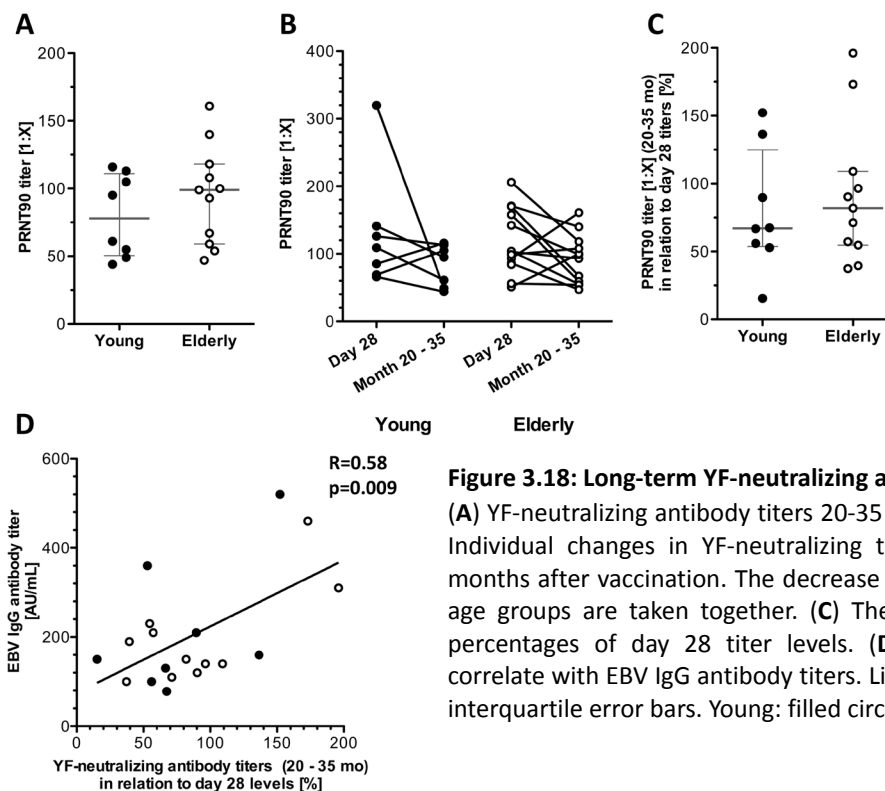 A
PRNT90 titer [1:X]
200
150
100
50
0
Young
Elderly
B
PRNT90 titer [1:X]
400
300
200
100
0
Day 28
Month 20 - 35
Day 28
Month 20 - 35
Young
Elderly
C
PRNT90 titer [1:X] (20-35 mo)
in relation to day 28 titers [%]
200
150
100
50
0
Young
Elderly
D
EBV IgG antibody titer
[AU/mL]
600
400
200
0
0
50
100
150
200
YF-neutralizing antibody titers (20 - 35 mo)
in relation to day 28 levels [%]
R=0.58
p=0.009
Figure 3.18: Long-term YF-neutralizing a
(A) YF-neutralizing antibody titers 20-35
Individual changes in YF-neutralizing t
months after vaccination. The decrease
age groups are taken together. (C) The
percentages of day 28 titer levels. (D
correlate with EBV IgG antibody titers. Li
interquartile error bars. Young: filled circ